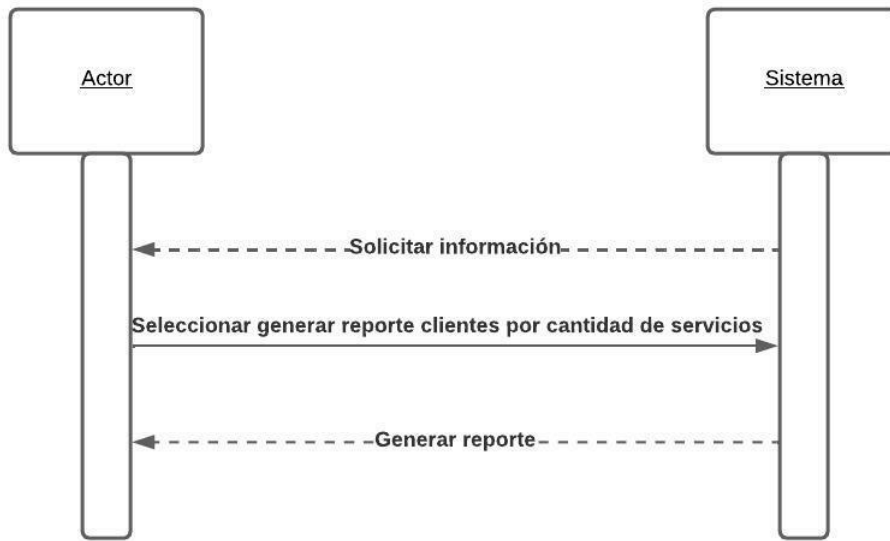 Actor
Sistema
Solicitar información
Seleccionar generar reporte clientes por cantidad de servicios
Generar reporte